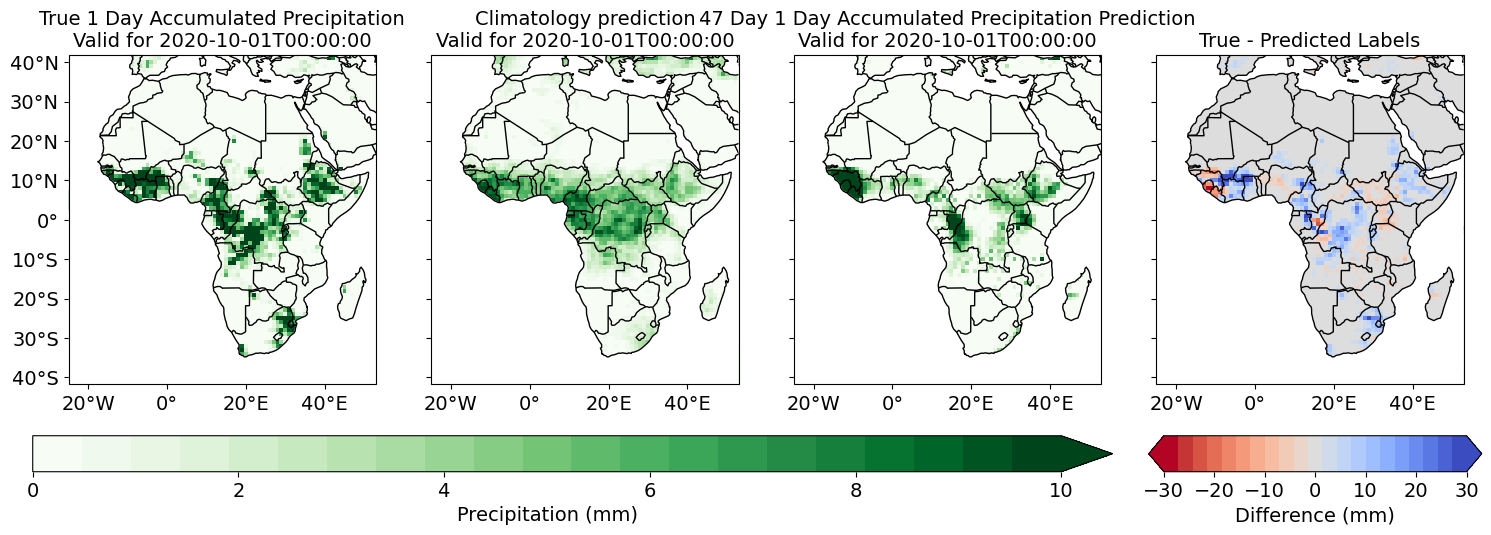 True 1 Day Accumulated Precipitation
Valid for 2020-10-01T00:00:00
Climatology prediction
Valid for 2020-10-01T00:00:00
47 Day 1 Day Accumulated Precipitation Prediction
Valid for 2020-10-01T00:00:00
True - Predicted Labels
40°N
30°N
20°N
10°N
0°
10°S
20°S
30°S
40°S
20°W 0° 20°E 40°E
20°W 0° 20°E 40°E
20°W 0° 20°E 40°E
20°W 0° 20°E 40°E
0 2 4 6 8 10
Precipitation (mm)
−30 −20 −10 0 10 20 30
Difference (mm)